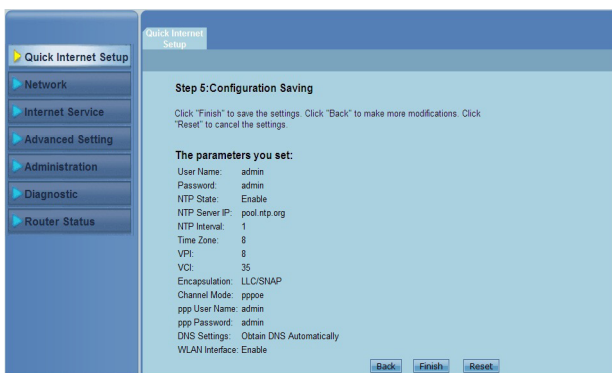 Quick Internet
Setup
Quick Internet Setup
Network
Internet Service
Advanced Setting
Administration
Diagnostic
Router Status
Step 5:Configuration Saving
Click "Finish" to save the settings. Click "Back" to make more modifications. Click
"Reset" to cancel the settings.
The parameters you set:
User Name: admin
Password: admin
NTP State: Enable
NTP Server IP: pool.ntp.org
NTP Interval: 1
Time Zone: 8
VPI: 8
VCI: 35
Encapsulation: LLC/SNAP
Channel Mode: pppoe
ppp User Name: admin
ppp Password: admin
DNS Settings: Obtain DNS Automatically
WLAN Interface: Enable
Back Finish Reset